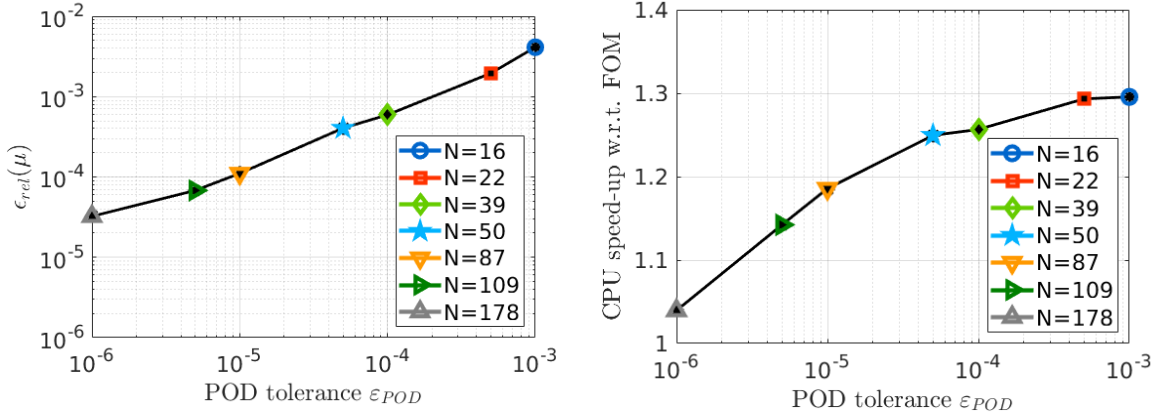 10^-2
10^-3
10^-4
10^-5
10^-6
ϵ_rel(μ)
N=16
N=22
N=39
N=50
N=87
N=109
N=178
10^-6 10^-5 10^-4 10^-3
POD tolerance ε_POD
1.4
1.3
1.2
1.1
1
CPU speed-up w.r.t. FOM
N=16
N=22
N=39
N=50
N=87
N=109
N=178
10^-6 10^-5 10^-4 10^-3
POD tolerance ε_POD